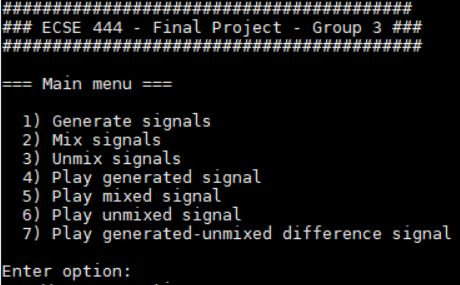 ##########################################
### ECSE 444 - Final Project - Group 3 ###
##########################################
=== Main menu ===
1) Generate signals
2) Mix signals
3) Unmix signals
4) Play generated signal
5) Play mixed signal
6) Play unmixed signal
7) Play generated-unmixed difference signal
Enter option: